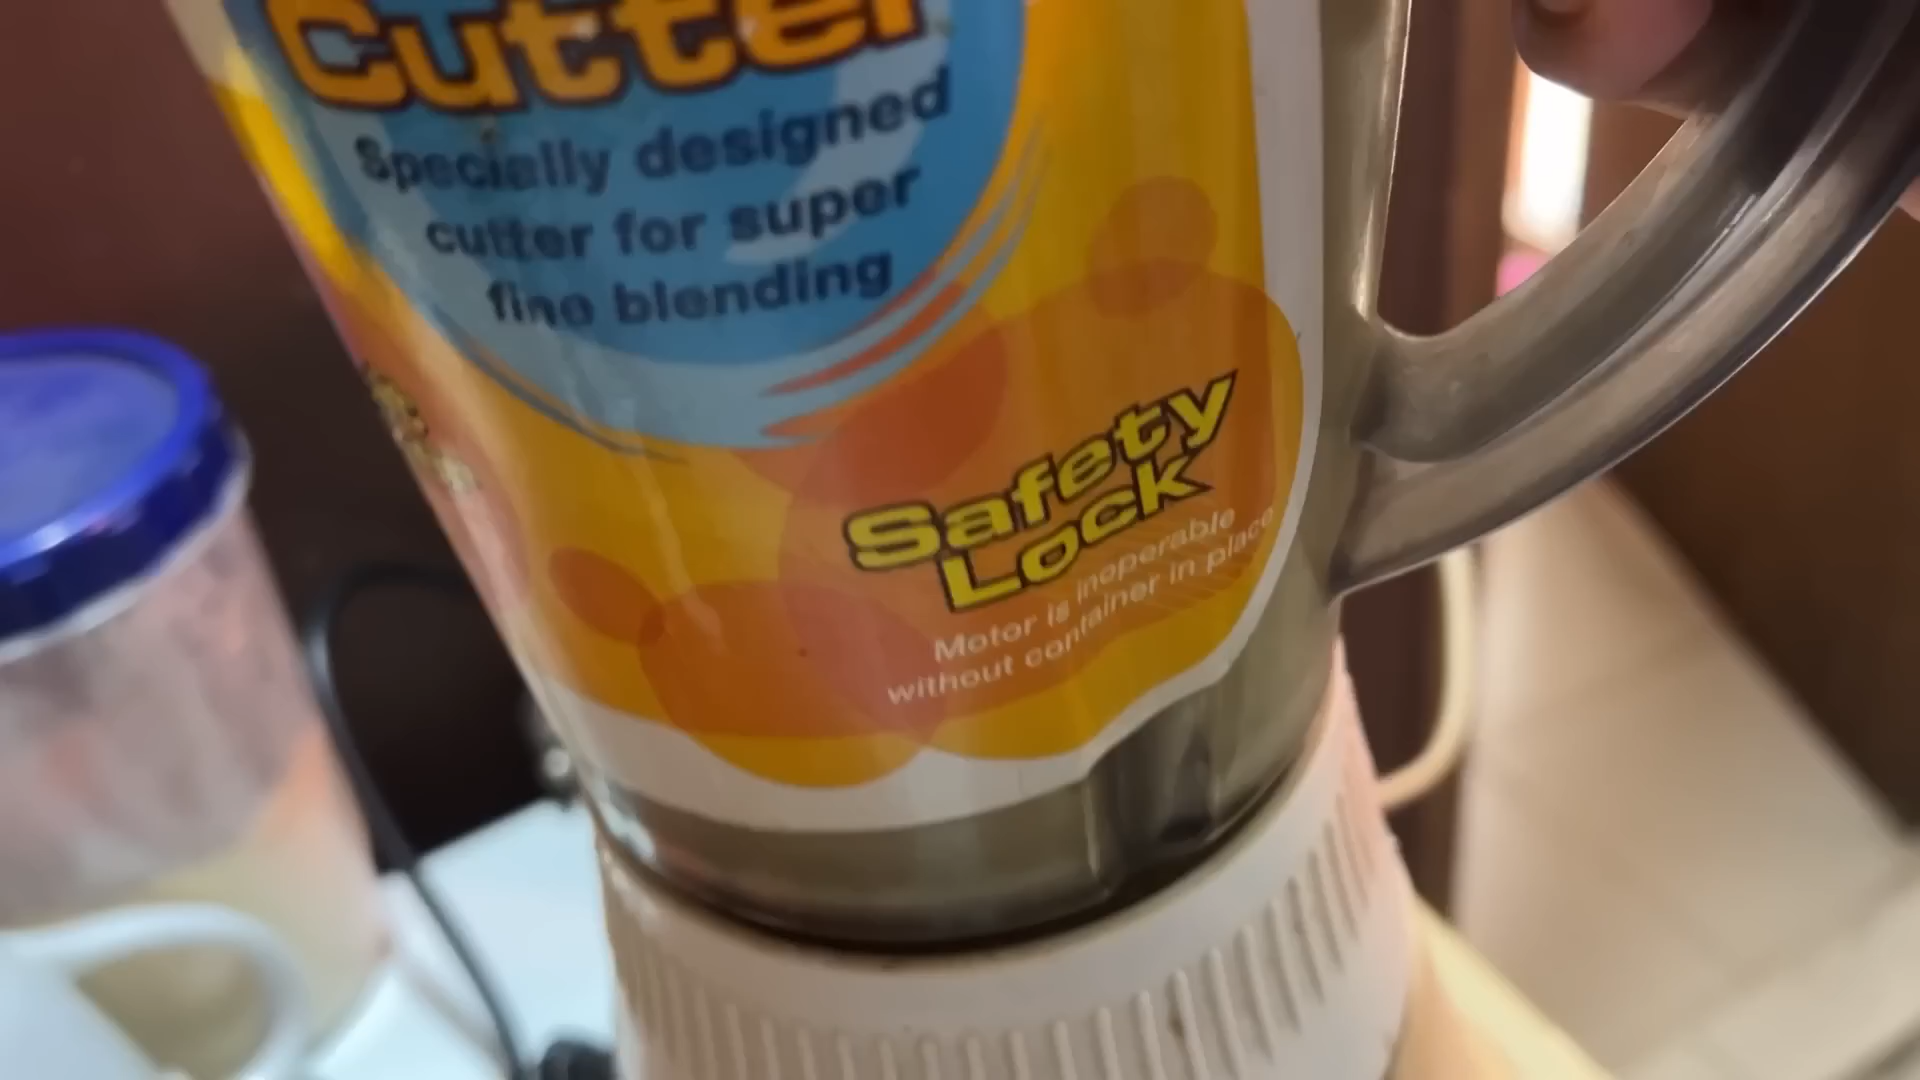 Cutter
Specially designed
cutter for super
fine blending
Safety
Lock
Motor is inoperable
without container in place